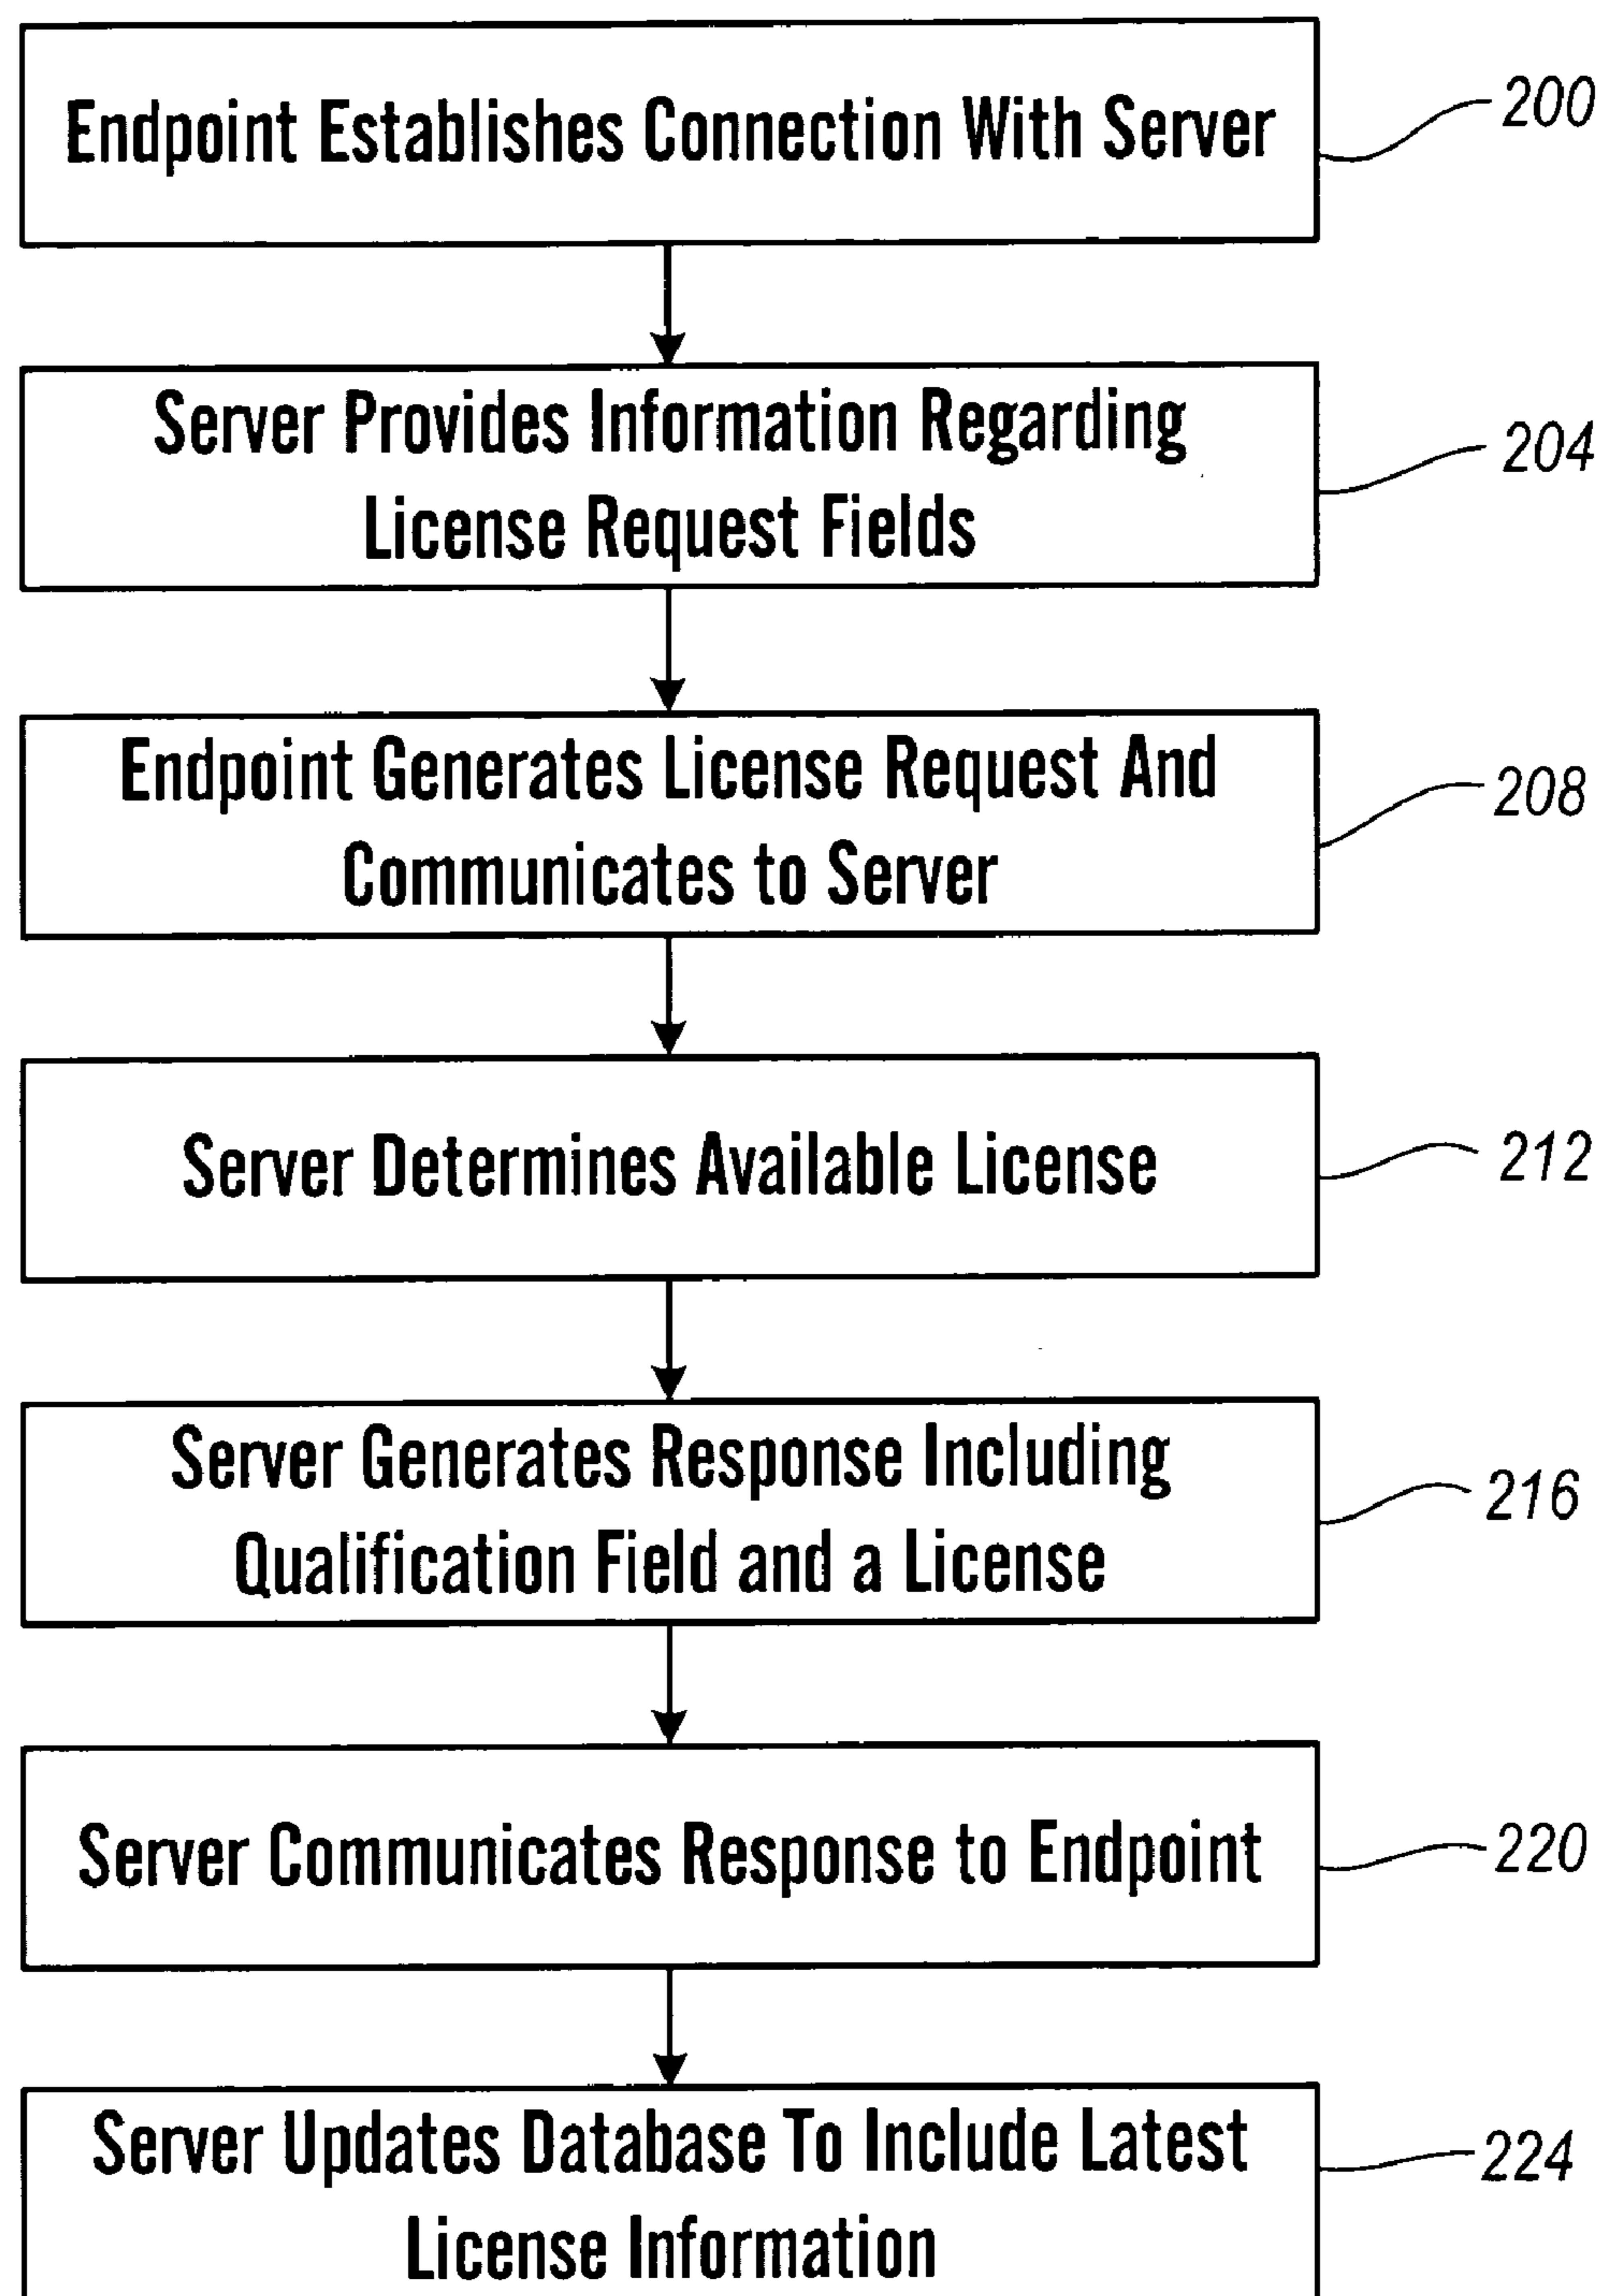 Endpoint Establishes Connection With Server
200
Server Provides Information Regarding
License Request Fields
204
Endpoint Generates License Request And
Communicates to Server
208
Server Determines Available License
212
Server Generates Response Including
Qualification Field and a License
216
Server Communicates Response to Endpoint
220
Server Updates Database To Include Latest
License Information
224